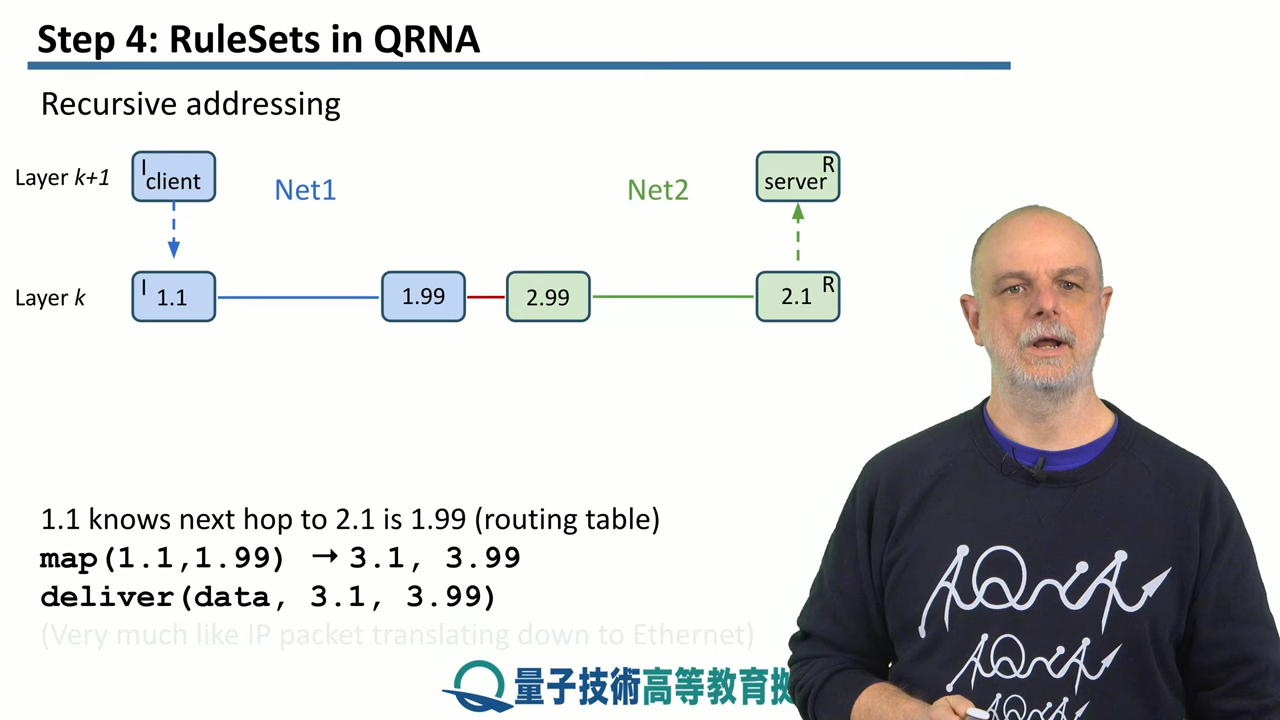 Step 4: RuleSets in QRNA
Recursive addressing
Layer k+1
I
client
Net1
Net2
R
server
Layer k
I
1.1
1.99
2.99
2.1
R
1.1 knows next hop to 2.1 is 1.99 (routing table)
map(1.1,1.99) → 3.1, 3.99
deliver(data, 3.1, 3.99)
(Very much like IP packet translating down to Ethernet)
量子技術高等教育拠
AQrA
AQrA